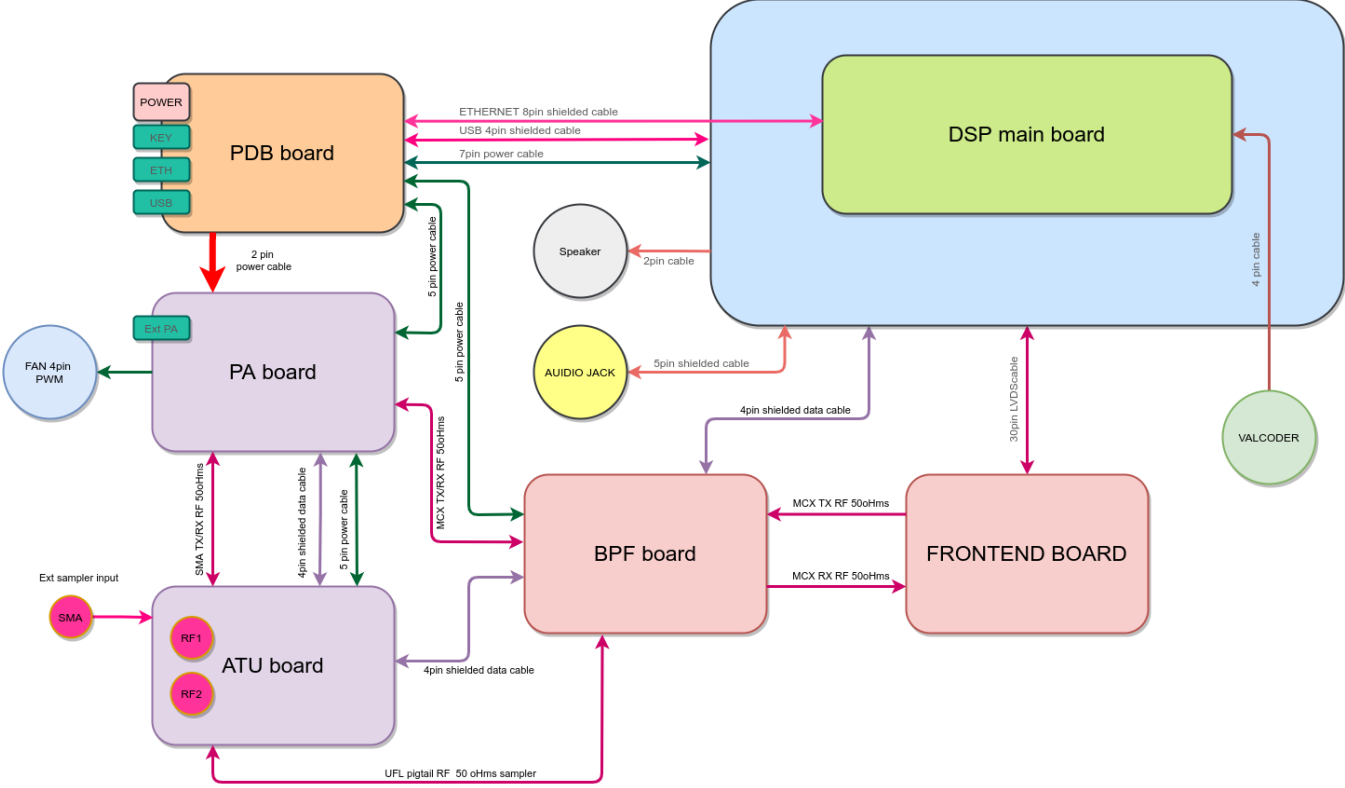 POWER
KEY
ETH
USB
PDB board
ETHERNET 8pin shielded cable
USB 4pin shielded cable
7pin power cable
DSP main board
2 pin
power cable
5 pin power cable
5 pin power cable
Speaker
2pin cable
4 pin cable
Ext PA
PA board
FAN 4pin
PWM
AUIDIO JACK
5pin shielded cable
4pin shielded data cable
30pin LVDScable
VALCODER
MCX TX/RX RF 50oHms
SMA TX/RX RF 50oHms
4pin shielded data cable
5 pin power cable
BPF board
MCX TX RF 50oHms
MCX RX RF 50oHms
FRONTEND BOARD
Ext sampler input
SMA
RF1
RF2
ATU board
4pin shielded data cable
UFL pigtail RF  50 oHms sampler